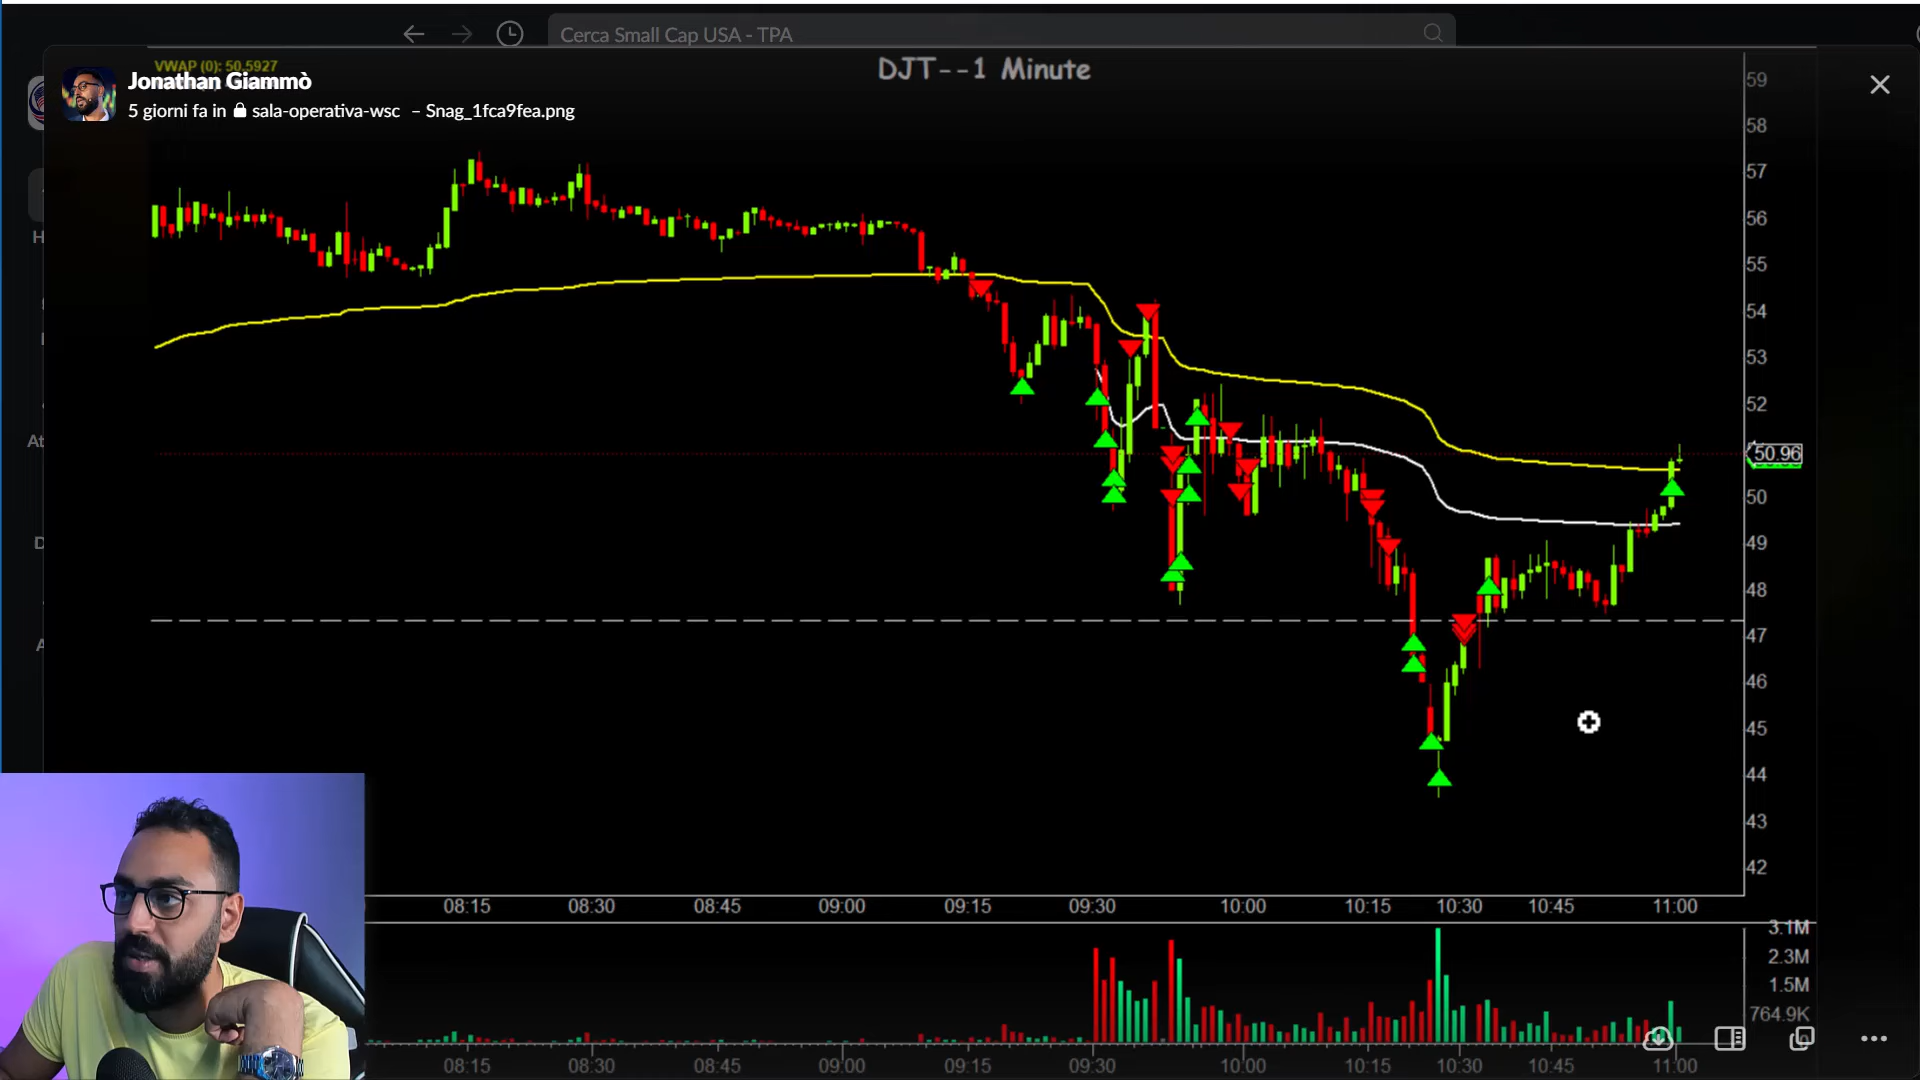 Cerca Small Cap USA - TPA
VWAP (0): 50.5927
DJT--1 Minute
Jonathan Giammò
5 giorni fa in sala-operativa-wsc – Snag_1fca9fea.png
59
58
57
56
55
54
53
52
50.96
50
49
48
47
46
45
44
43
42
H
At
D
A
08:15 08:30 08:45 09:00 09:15 09:30 10:00 10:15 10:30 10:45 11:00
3.1M
2.3M
1.5M
764.9K
08:15 08:30 08:45 09:00 09:15 09:30 10:00 10:15 10:30 10:45 11:00